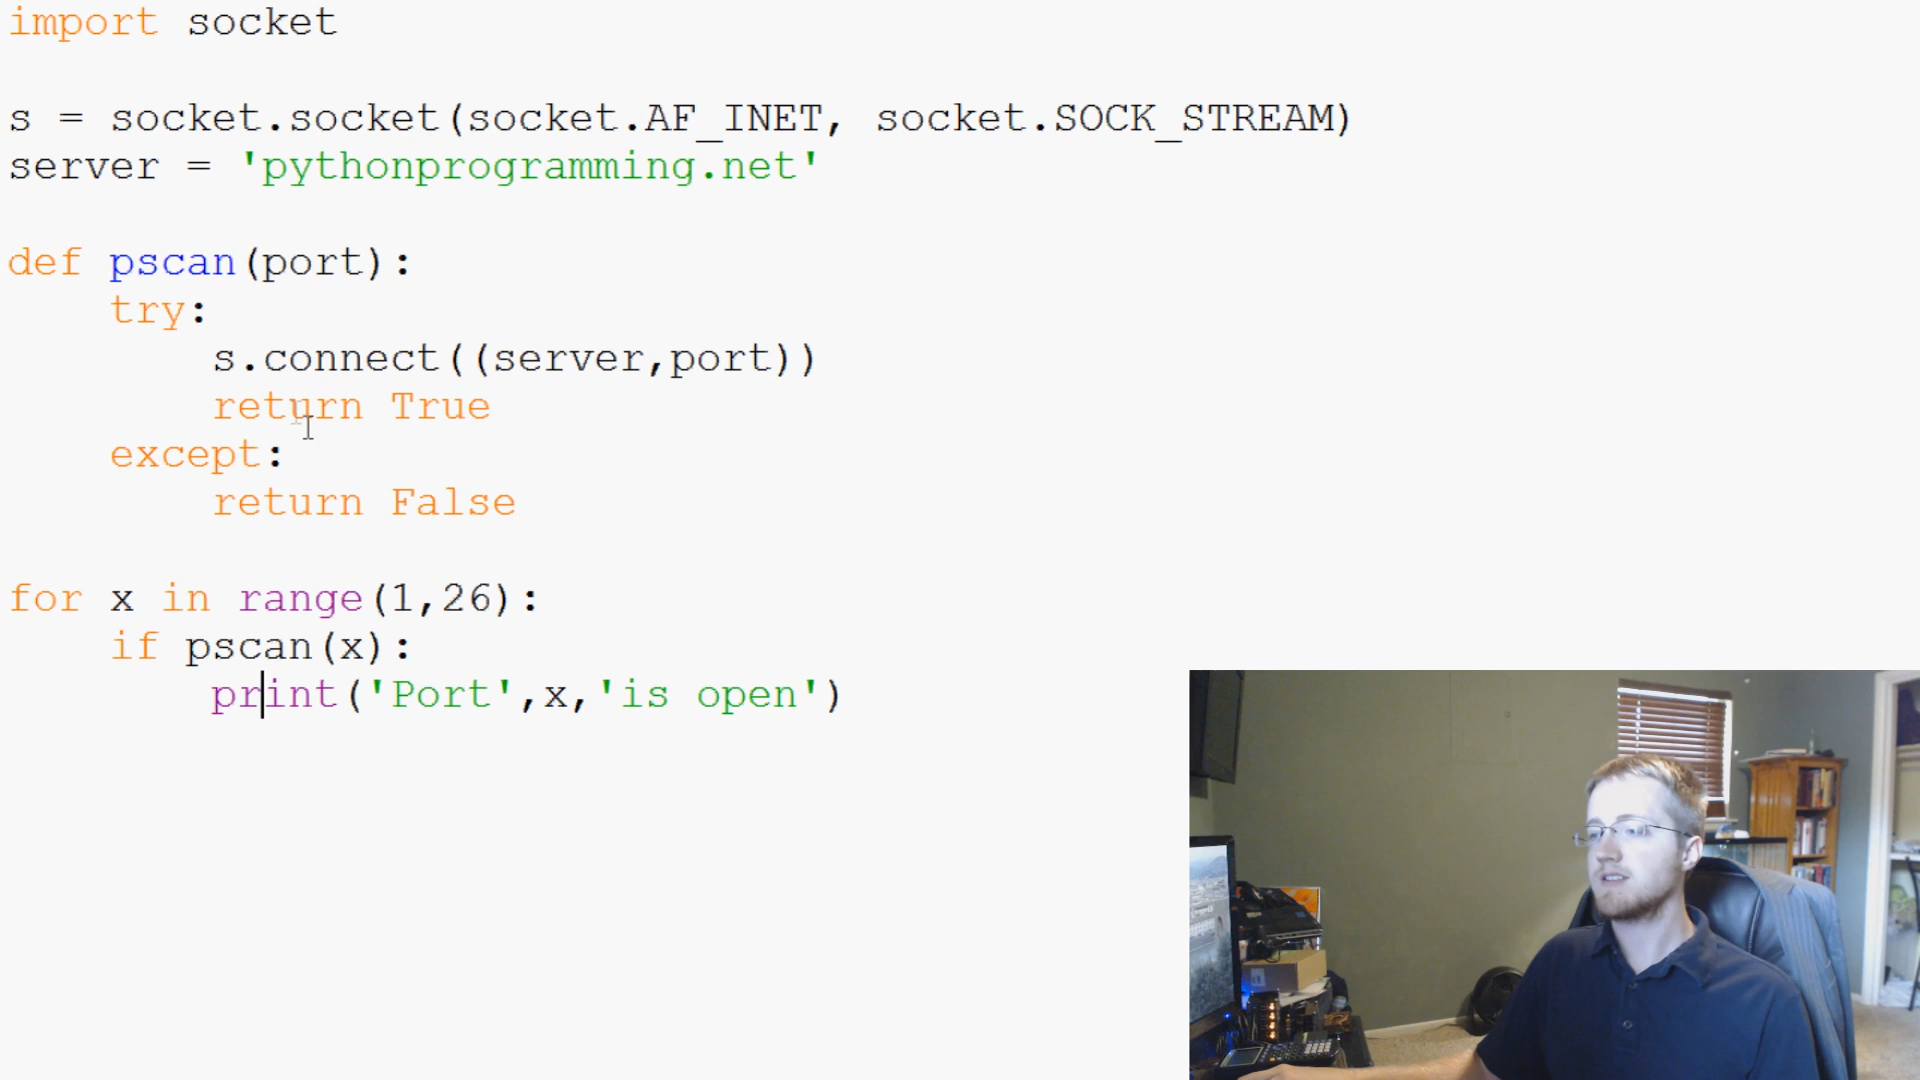 import socket
s = socket.socket(socket.AF_INET, socket.SOCK_STREAM)
server = 'pythonprogramming.net'
def pscan(port):
    try:
        s.connect((server,port))
        return True
    except:
        return False
for x in range(1,26):
    if pscan(x):
        print('Port',x,'is open')